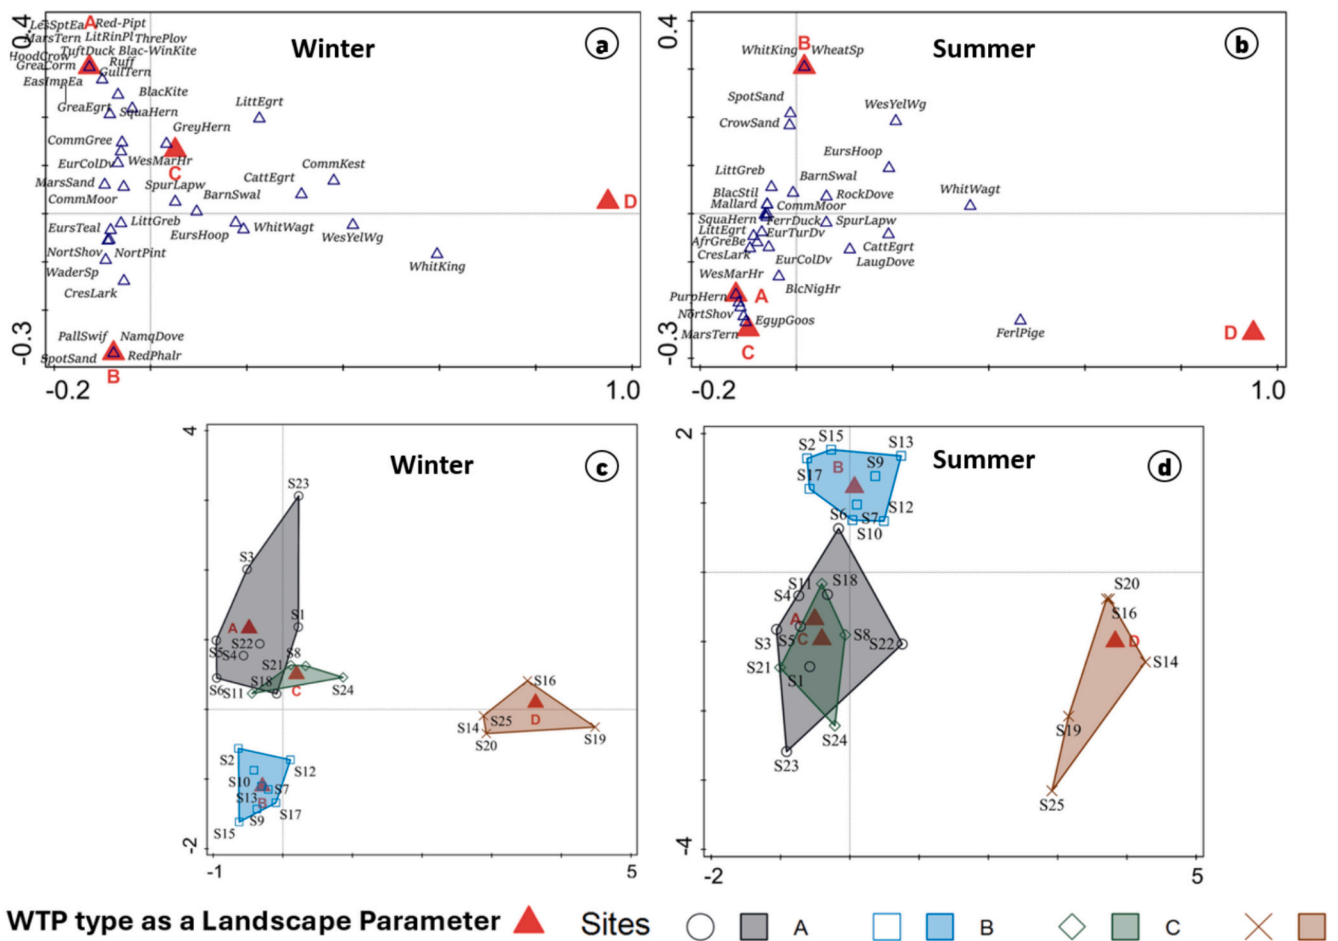 0.4
LesSptEa A Red-Pipt
MarsTern LitRinPl ThrePlov
TuftDuck Blac-WinKite
HoodCrow Ruff
GreaCorm GullTern
EasImpEa
BlacKite
GreaEgrt SquaHern
LittEgrt
GreyHern
CommGree
EurColDv WesMarHr
C
CommKest
CattEgrt
MarsSand SpurLapw
BarnSwal
CommMoor
D
EursTeal LittGreb
EursHoop WhitWagt
WesYelWg
NortShov NortPint
WhitKing
WaderSp
CresLark
-0.3
PallSwif NamqDove
SpotSand RedPhalr
B
-0.2 1.0
Winter a
0.4
Summer b
B
WhitKing WheatSp
SpotSand
WesYelWg
CrowSand
EursHoop
LittGreb BarnSwal
WhitWagt
BlacStil RockDove
Mallard CommMoor
SquaHern FerrDuck SpurLapw
LittEgrt EurTurDv
AfrGreBe CattEgrt
CresLark EurColDv LaugDove
WesMarHr
BlcNigHr
PurpHern A
NortShov EgypGoos
MarsTern
FerlPige
D
C
-0.3
-0.2 1.0
4
Winter c
S23
S3
S1
A
S22
S5 S4
S21 S8
S6 S11 S18
C
S24
S16
D
S14 S25
S20 S19
S2
S12
S10
S7
S13
B
S17
S9
S15
-2
-1 5
2
Summer d
S15
S2 S13
B
S9
S17
S12
S6 S7
S10
S11 S18
S4
A
S3 S5 C S8
S22
S21
S1
S24
S23
S20
S16
D
S14
S19
S25
-4
-2 5
WTP type as a Landscape Parameter Sites A B C